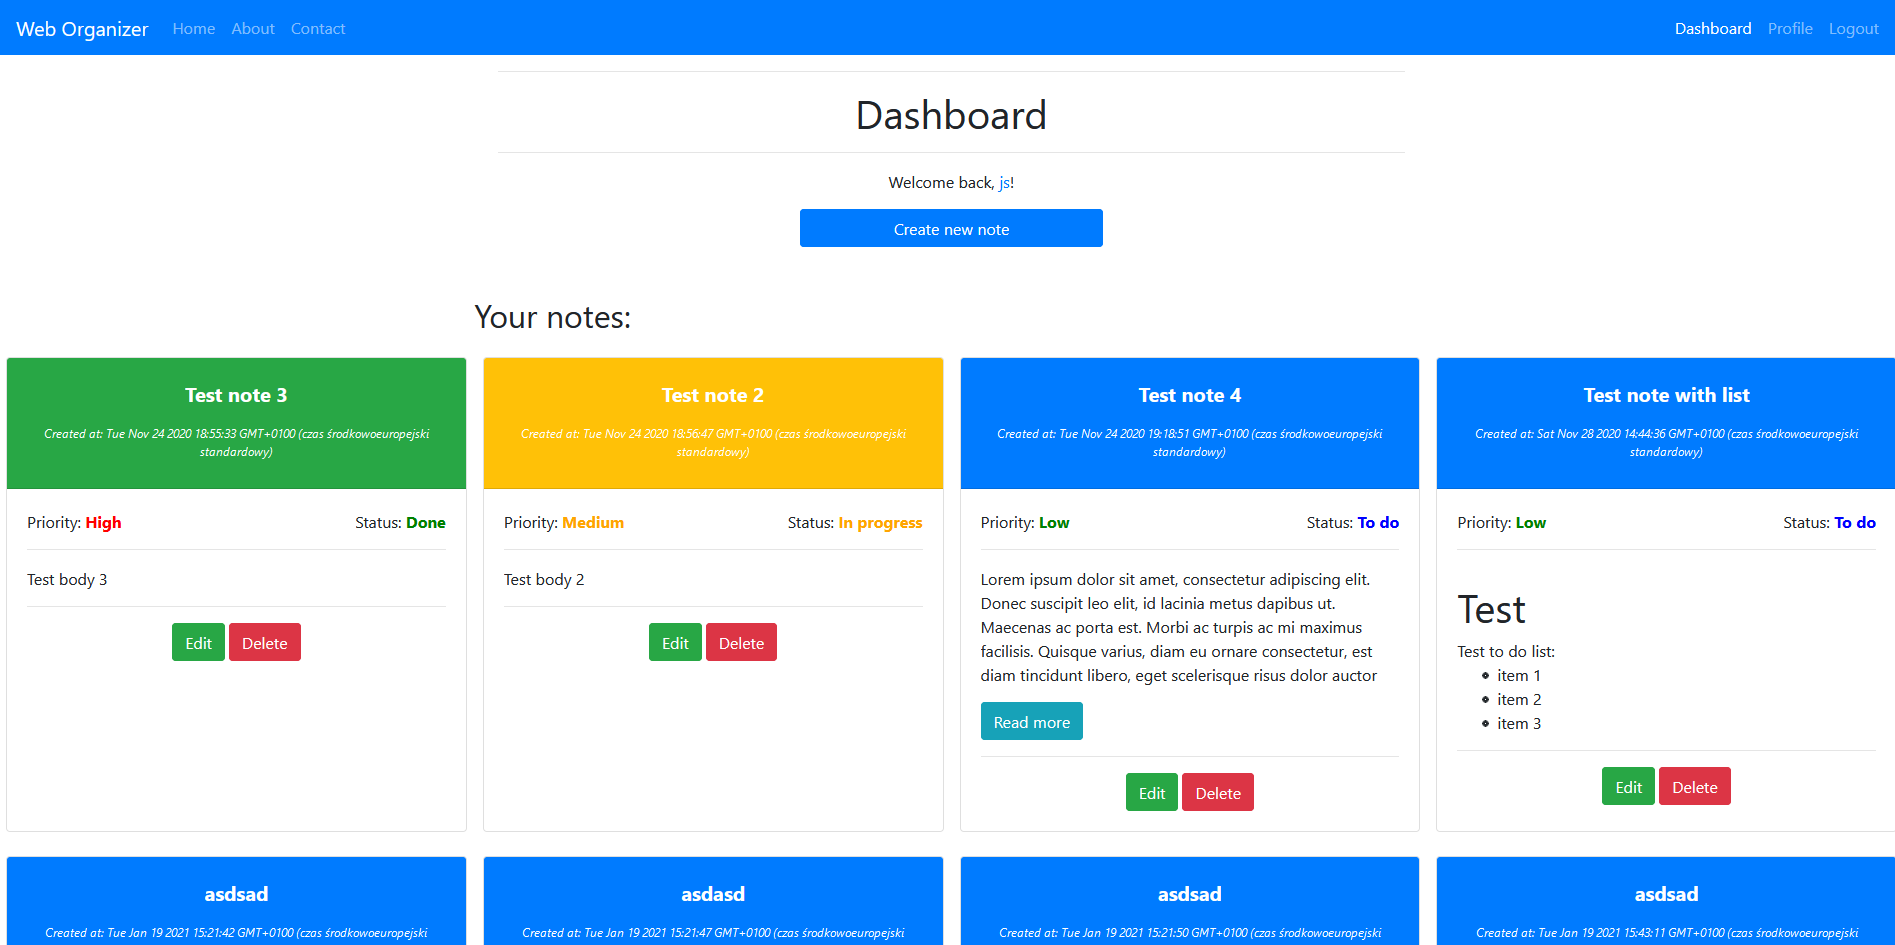 Web Organizer Home About Contact Dashboard Profile Logout
Dashboard
Welcome back, js!
Create new note
Your notes:
Test note 3
Created at: Tue Nov 24 2020 18:55:33 GMT+0100 (czas środkowoeuropejski
standardowy)
Priority: High Status: Done
Test body 3
Edit Delete
Test note 2
Created at: Tue Nov 24 2020 18:56:47 GMT+0100 (czas środkowoeuropejski
standardowy)
Priority: Medium Status: In progress
Test body 2
Edit Delete
Test note 4
Created at: Tue Nov 24 2020 19:18:51 GMT+0100 (czas środkowoeuropejski
standardowy)
Priority: Low Status: To do
Lorem ipsum dolor sit amet, consectetur adipiscing elit.
Donec suscipit leo elit, id lacinia metus dapibus ut.
Maecenas ac porta est. Morbi ac turpis ac mi maximus
facilisis. Quisque varius, diam eu ornare consectetur, est
diam tincidunt libero, eget scelerisque risus dolor auctor
Read more
Edit Delete
Test note with list
Created at: Sat Nov 28 2020 14:44:36 GMT+0100 (czas środkowoeuropejski
standardowy)
Priority: Low Status: To do
Test
Test to do list:
item 1
item 2
item 3
Edit Delete
asdsad
Created at: Tue Jan 19 2021 15:21:42 GMT+0100 (czas środkowoeuropejski
asdasd
Created at: Tue Jan 19 2021 15:21:47 GMT+0100 (czas środkowoeuropejski
asdsad
Created at: Tue Jan 19 2021 15:21:50 GMT+0100 (czas środkowoeuropejski
asdsad
Created at: Tue Jan 19 2021 15:43:11 GMT+0100 (czas środkowoeuropejski